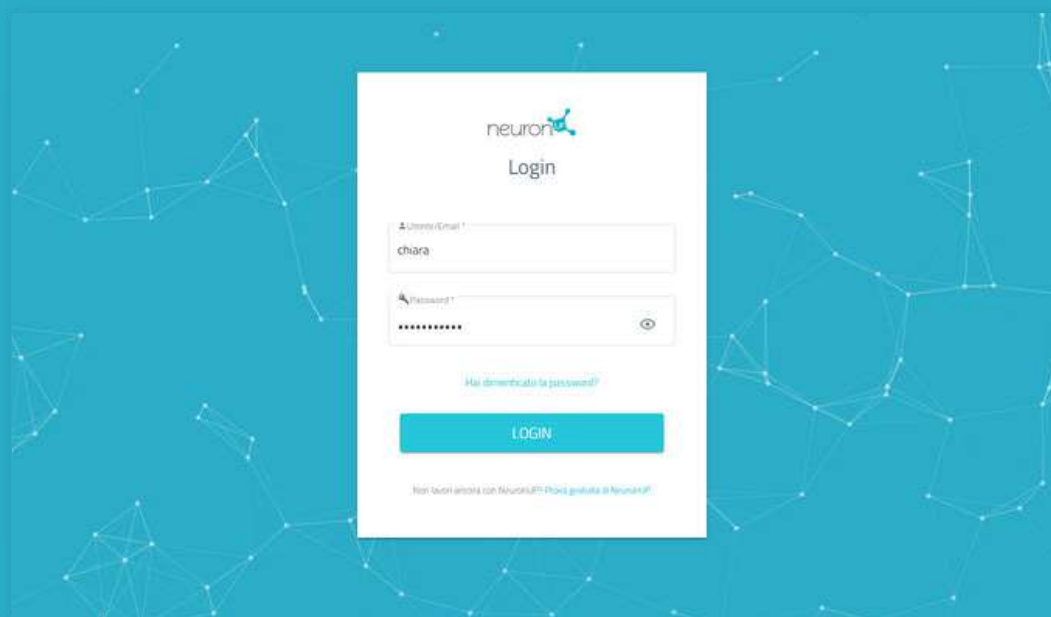 neuronUP
Login
Utente/Email *
chiara
Password *
•••••••••••
Hai dimenticato la password?
LOGIN
Non lavori ancora con NeuronUP? Prova gratuita di NeuronUP